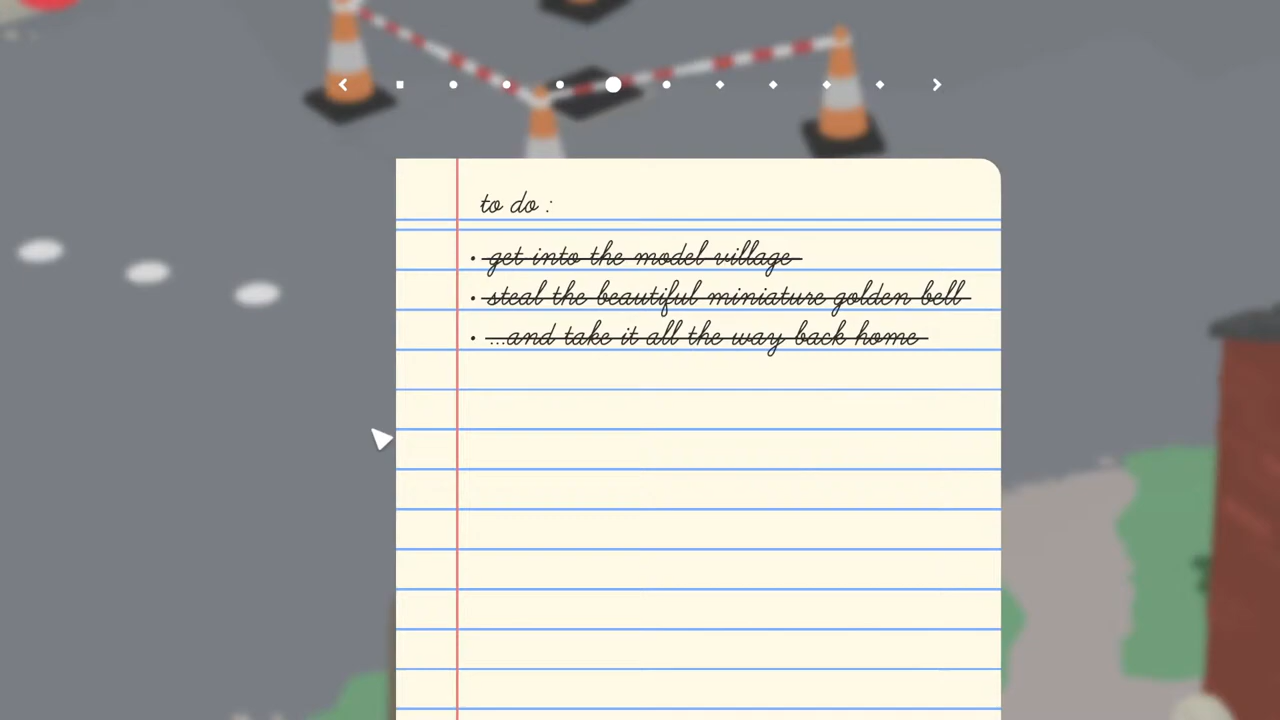 to do :
• get into the model village
• steal the beautiful miniature golden bell
• ...and take it all the way back home